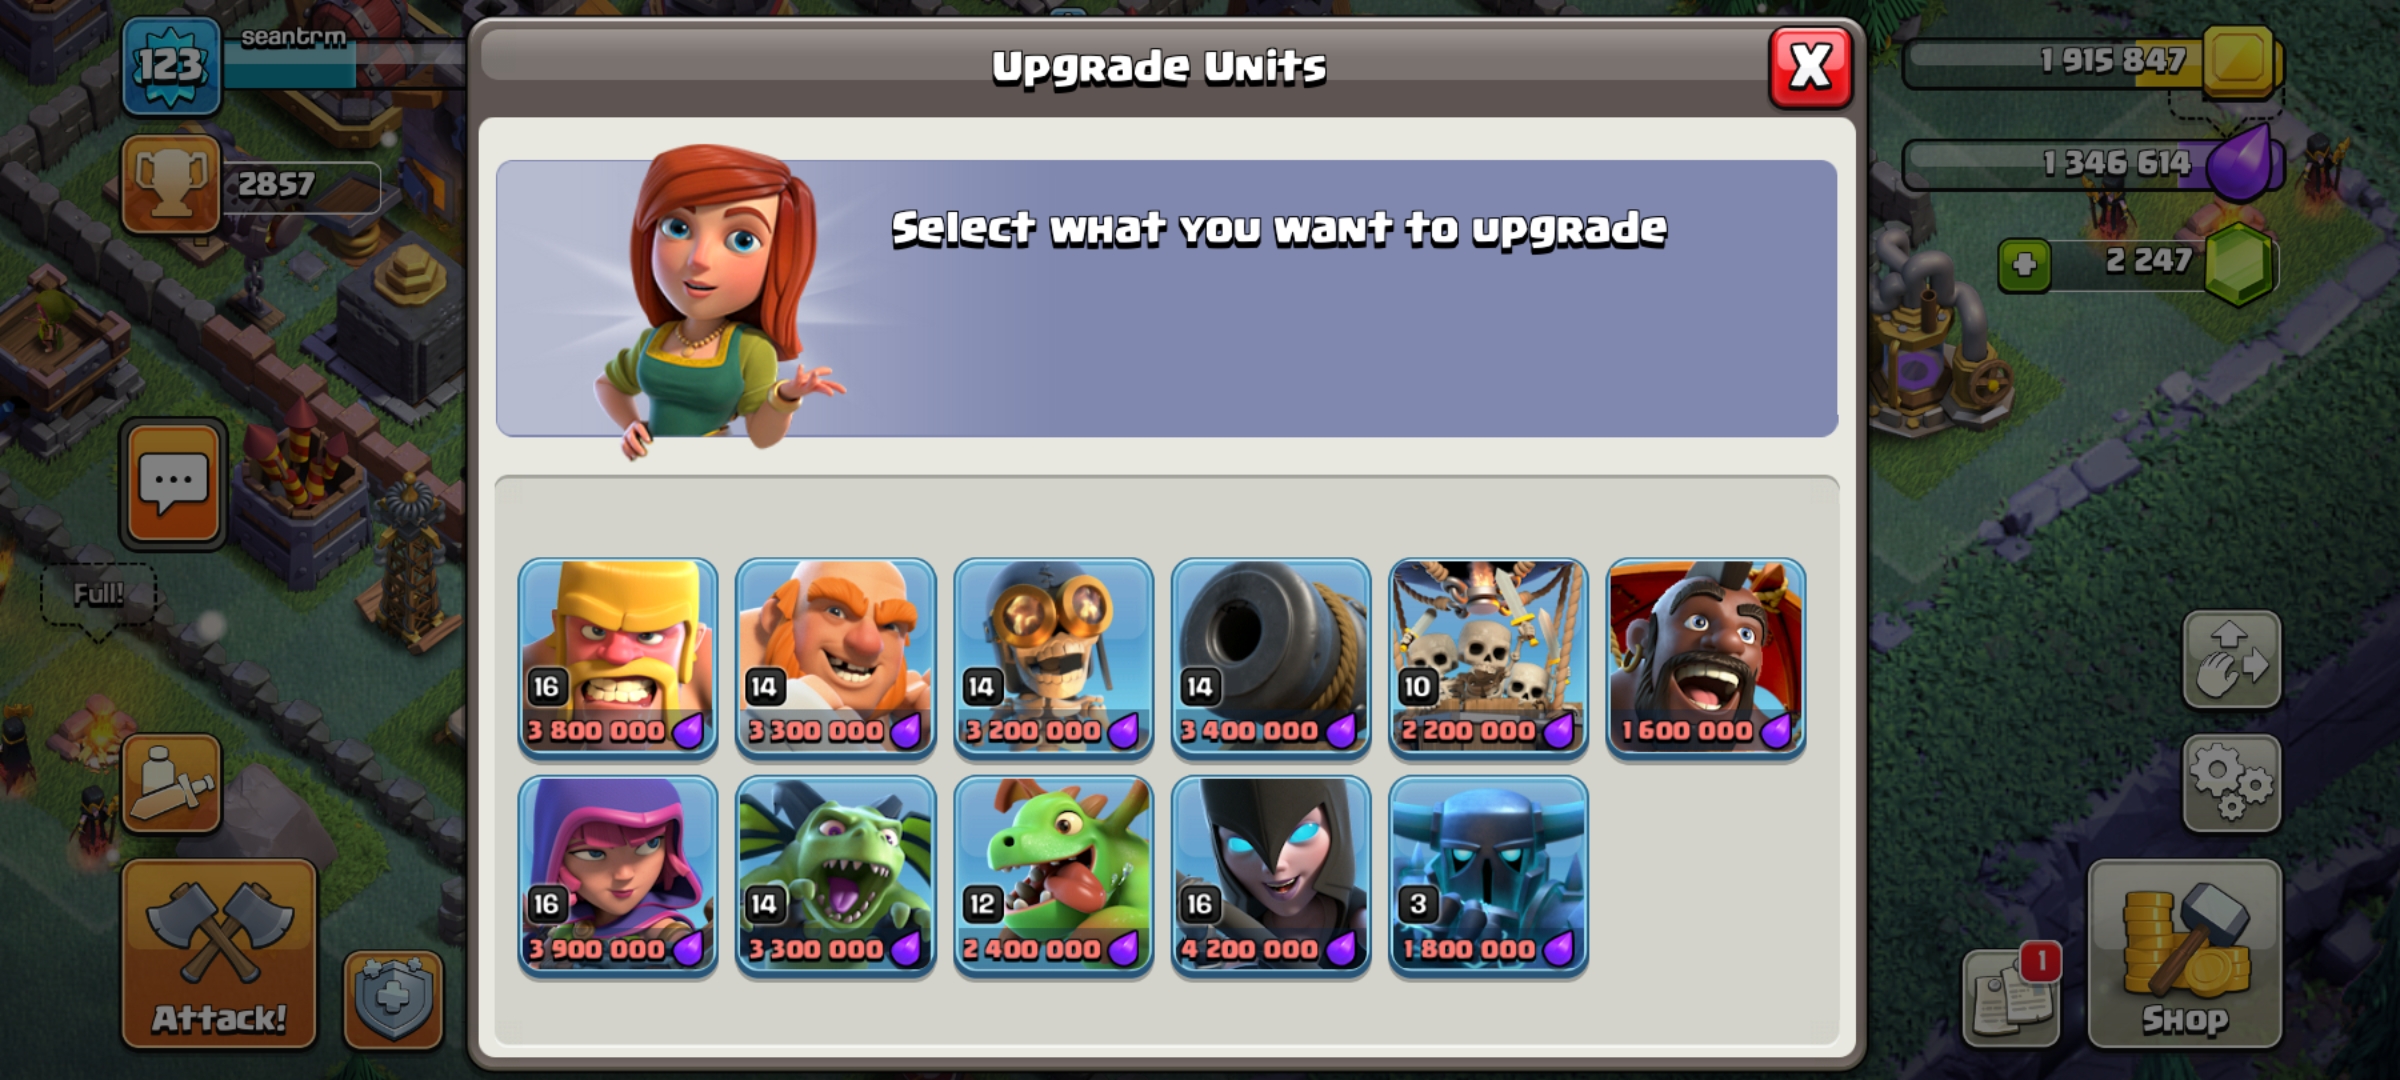 123
seantrm
2857
Full!
Attack!
Upgrade Units
X
Select what you want to upgrade
16
3 800 000
14
3 300 000
14
3 200 000
14
3 400 000
10
2 200 000
1 600 000
16
3 900 000
14
3 300 000
12
2 400 000
16
4 200 000
3
1 800 000
1 915 847
1 346 614
2 247
1
Shop